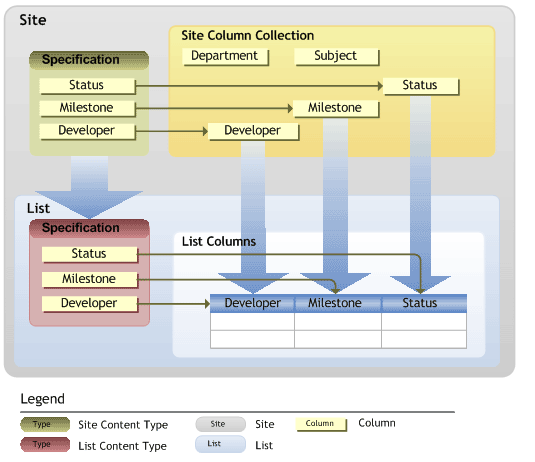 Site
Site Column Collection
Specification
Department
Subject
Status
Status
Milestone
Milestone
Developer
Developer
List
Specification
List Columns
Status
Milestone
Developer
Developer Milestone Status
Legend
Type Site Content Type Site Site Column Column
Type List Content Type List List